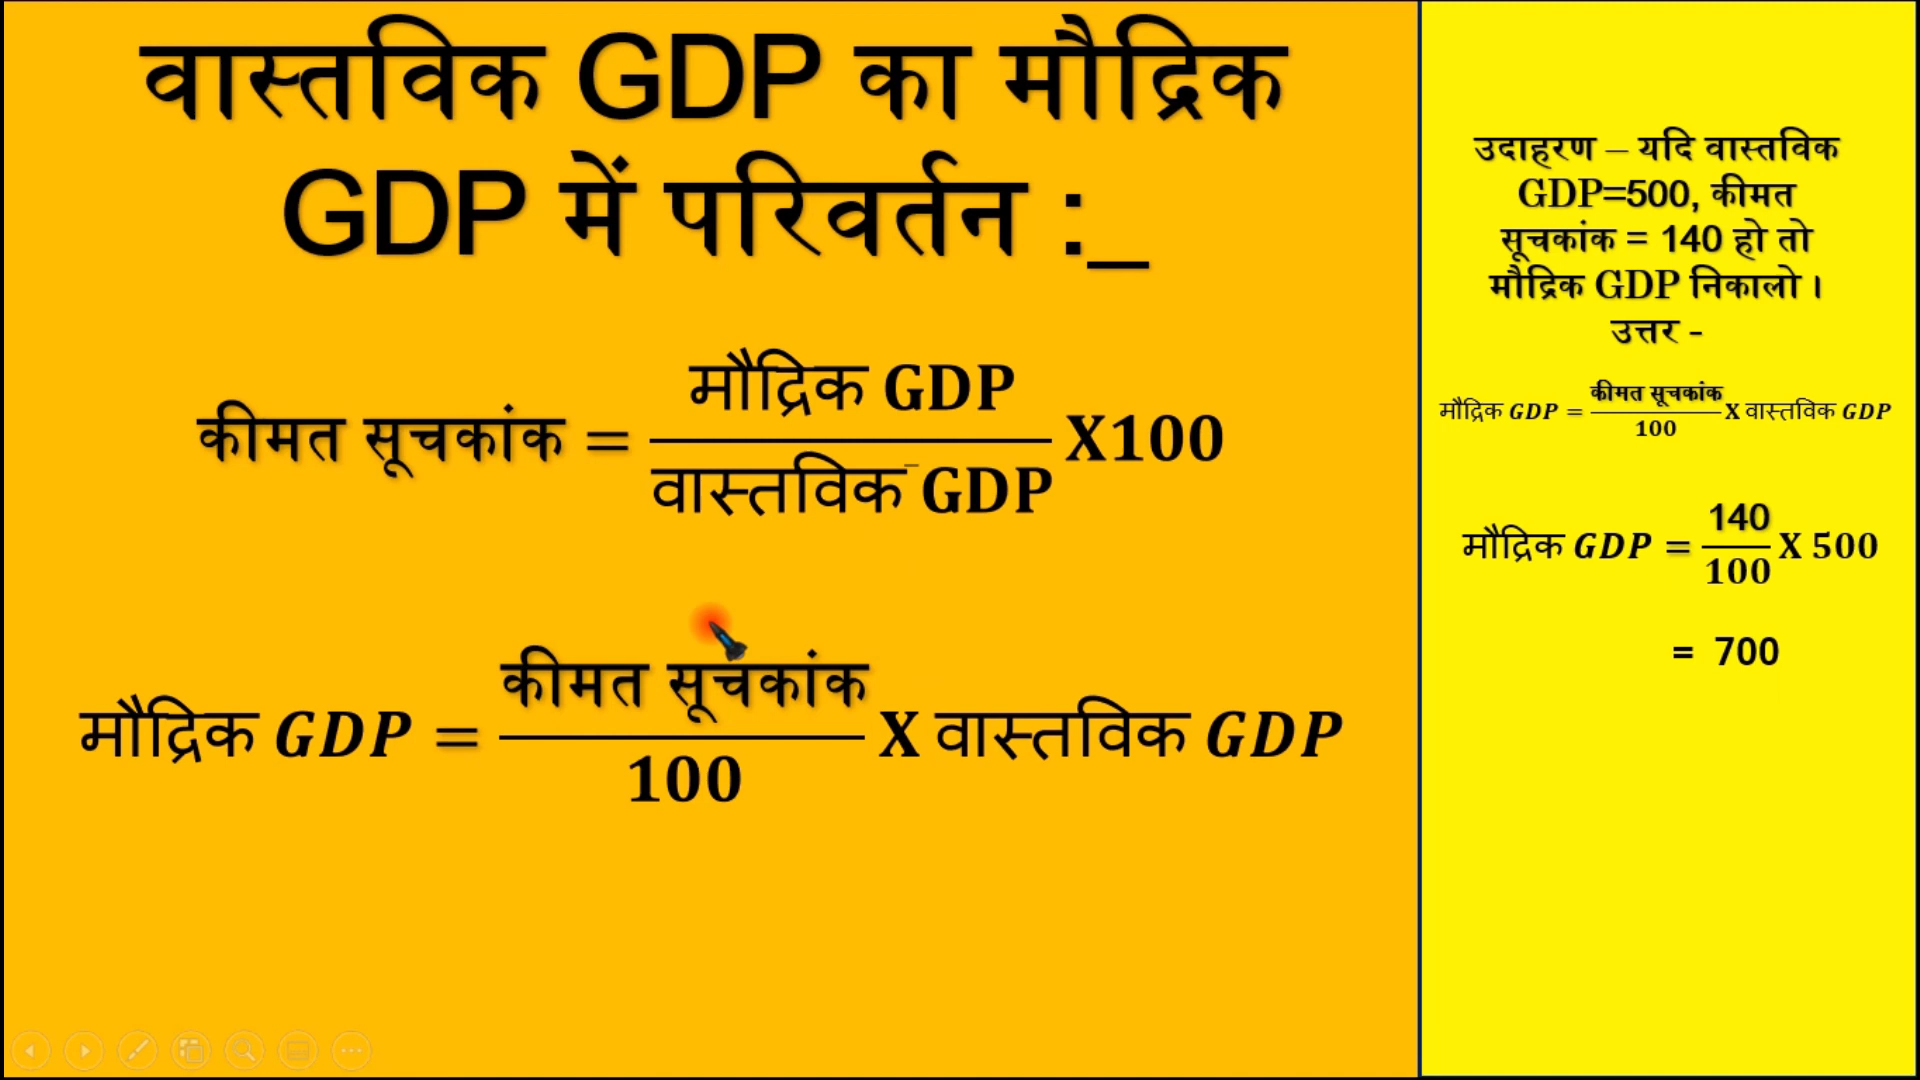 वास्तविक GDP का मौद्रिक
GDP में परिवर्तन :_
कीमत सूचकांक = मौद्रिक GDP / वास्तविक GDP X100
मौद्रिक GDP = कीमत सूचकांक / 100 X वास्तविक GDP
उदाहरण – यदि वास्तविक
GDP=500, कीमत
सूचकांक = 140 हो तो
मौद्रिक GDP निकालो ।
उत्तर -
मौद्रिक GDP = कीमत सूचकांक / 100 X वास्तविक GDP
मौद्रिक GDP = 140 / 100 X 500
= 700